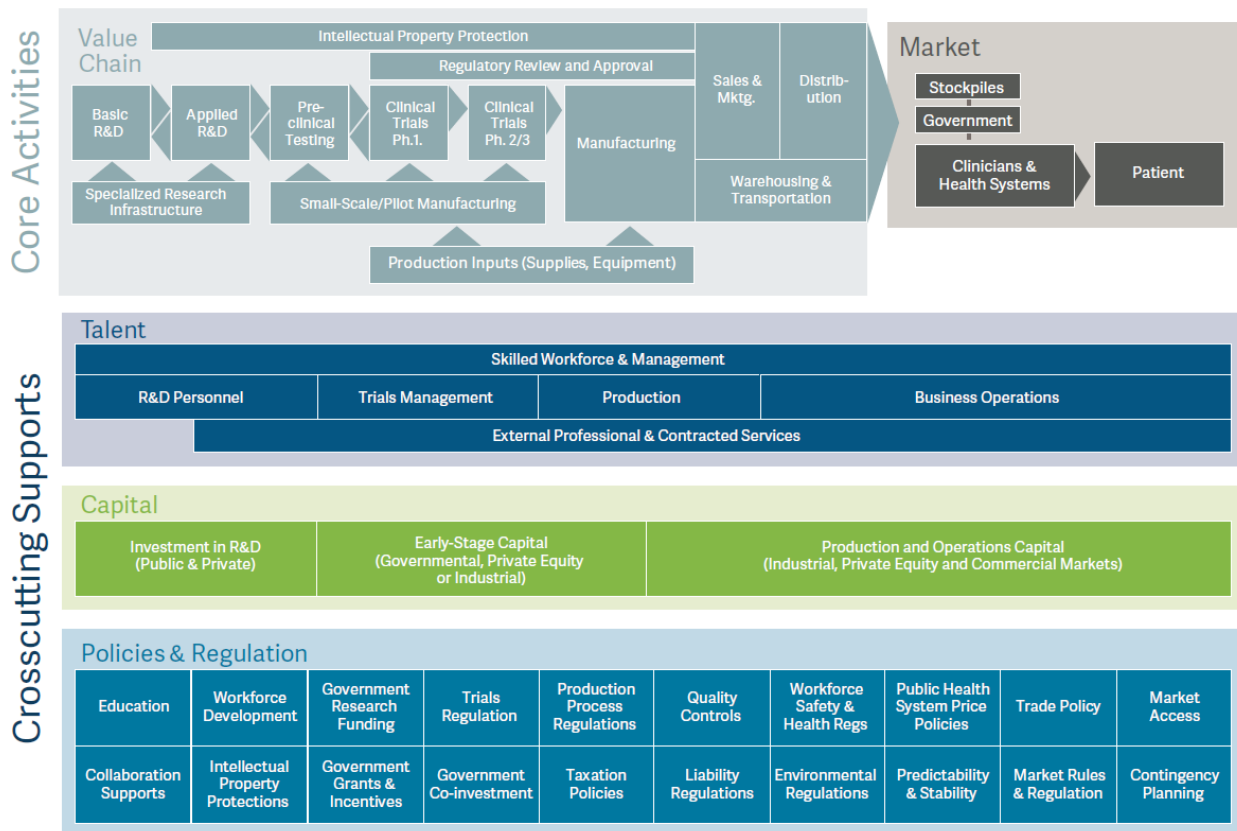 Core Activities
Value
Chain
Intellectual Property Protection
Regulatory Review and Approval
Basic
R&D
Applied
R&D
Pre-
clinical
Testing
Clinical
Trials
Ph.1.
Clinical
Trials
Ph. 2/3
Manufacturing
Sales &
Mktg.
Distrib-
ution
Specialized Research
Infrastructure
Small-Scale/Pilot Manufacturing
Warehousing &
Transportation
Production Inputs (Supplies, Equipment)
Market
Stockpiles
Government
Clinicians &
Health Systems
Patient
Crosscutting Supports
Talent
Skilled Workforce & Management
R&D Personnel
Trials Management
Production
Business Operations
External Professional & Contracted Services
Capital
Investment in R&D
(Public & Private)
Early-Stage Capital
(Governmental, Private Equity
or Industrial)
Production and Operations Capital
(Industrial, Private Equity and Commercial Markets)
Policies & Regulation
Education
Workforce
Development
Government
Research
Funding
Trials
Regulation
Production
Process
Regulations
Quality
Controls
Workforce
Safety &
Health Regs
Public Health
System Price
Policies
Trade Policy
Market
Access
Collaboration
Supports
Intellectual
Property
Protections
Government
Grants &
Incentives
Government
Co-investment
Taxation
Policies
Liability
Regulations
Environmental
Regulations
Predictability
& Stability
Market Rules
& Regulation
Contingency
Planning